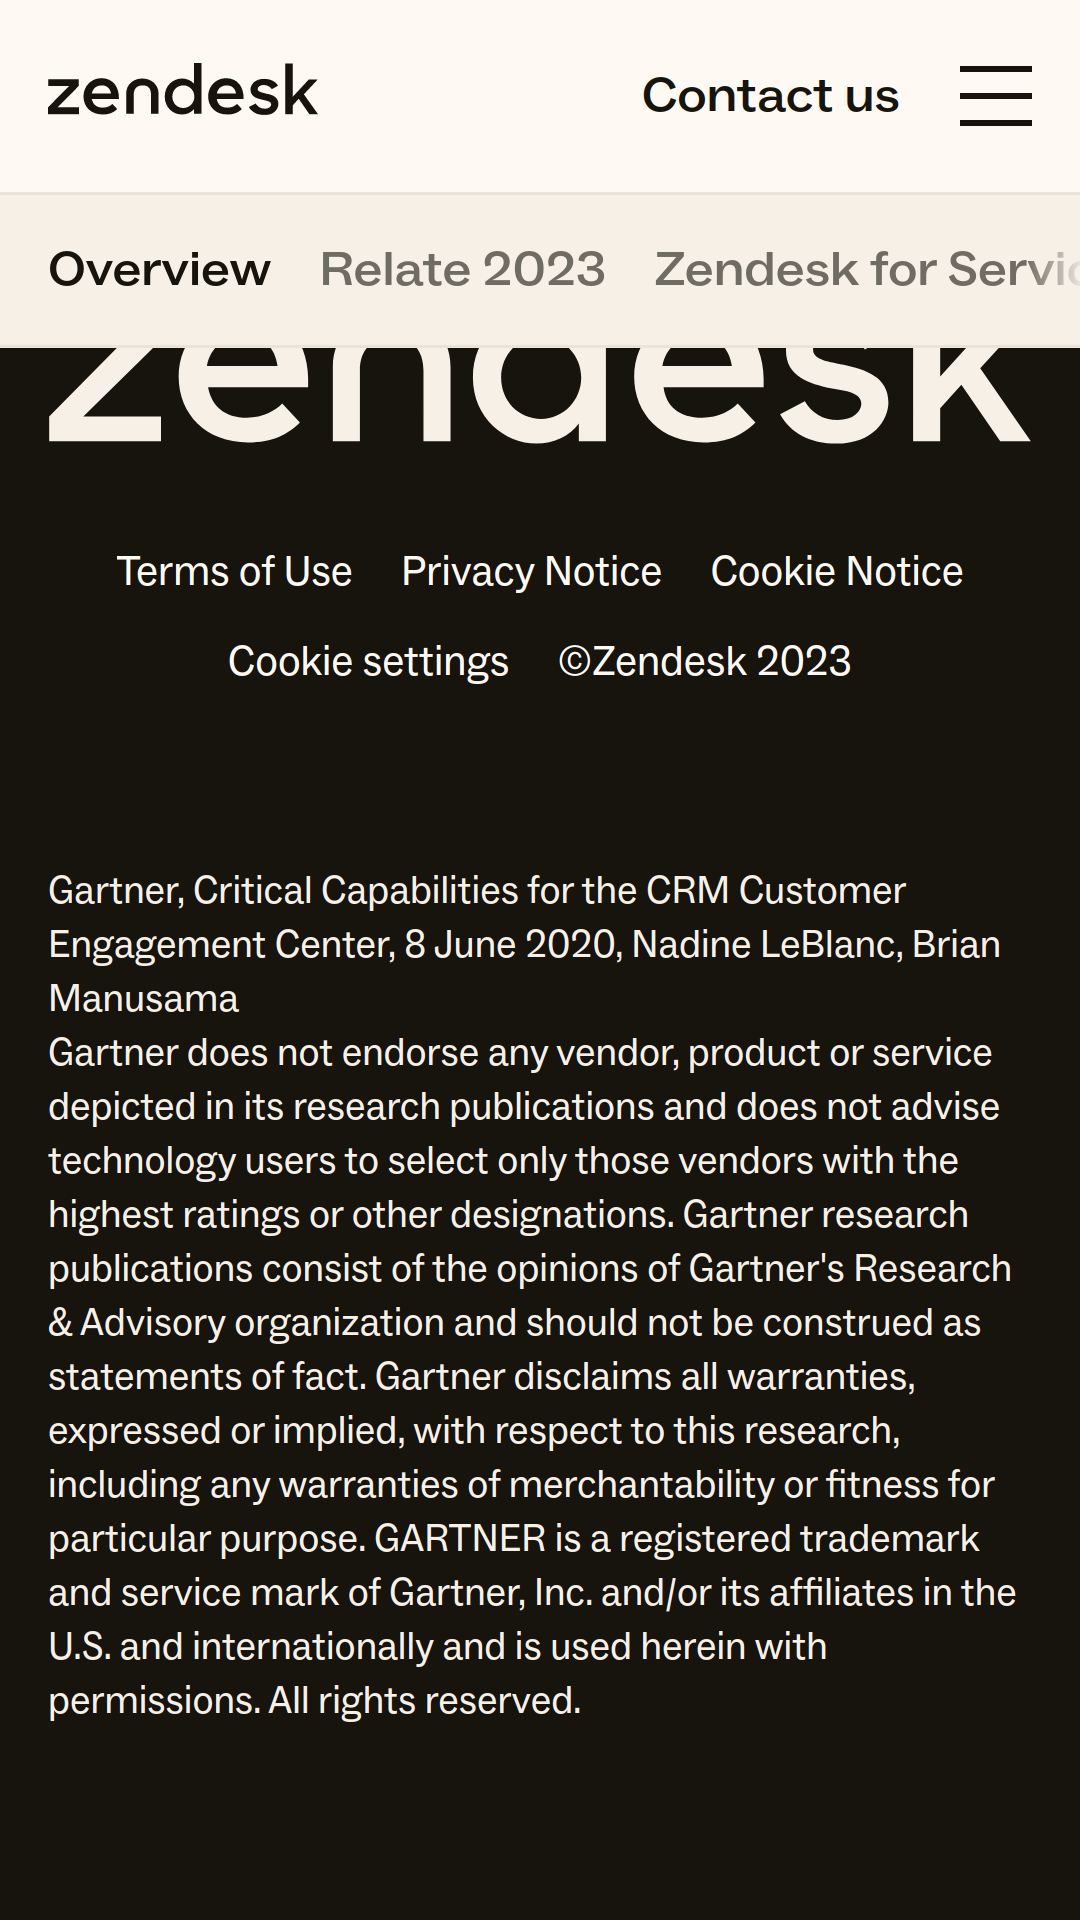 zendesk
Contact us
Overview
Relate 2023
Zendesk for
zendesk
Terms of Use
Privacy Notice
Cookie Notice
Cookie settings
©Zendesk 2023
Gartner, Critical Capabilities for the CRM Customer
Engagement Center, 8 June 2020, Nadine LeBlanc, Brian
Manusama
Gartner does not endorse any vendor, product or service
depicted in its research publications and does not advise
technology users to select only those vendors with the
highest ratings or other designations. Gartner research
publications consist of the opinions of Gartner's Research
& Advisory organization and should not be construed as
statements of fact. Gartner disclaims all warranties,
expressed or implied, with respect to this research,
including any warranties of merchantability or fitness for
particular purpose. GARTNER is a registered trademark
and service mark of Gartner, Inc. and/or its affiliates in the
U.S. and internationally and is used herein with
permissions. All rights reserved.